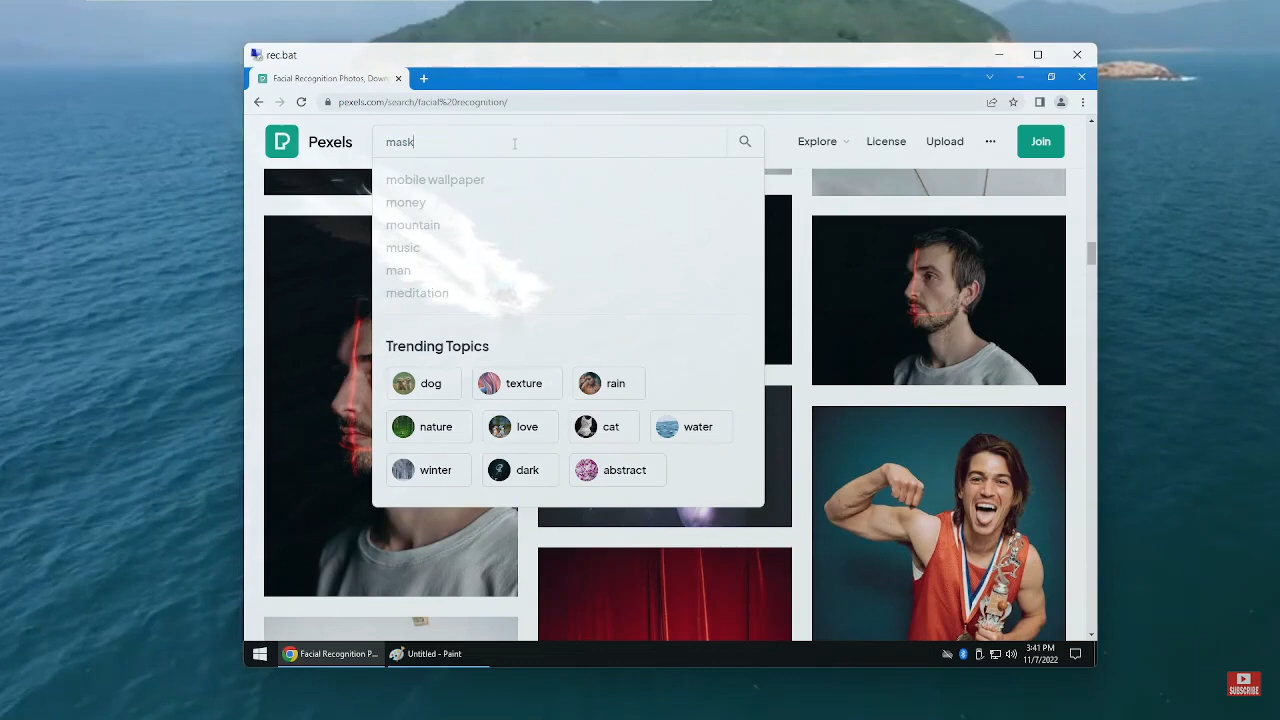 rec.bat
Facial Recognition Photos, Down
pexels.com/search/facial%20recognition/
Pexels
mask
Explore
License
Upload
Join
mobile wallpaper
money
mountain
music
man
meditation
Trending Topics
dog
texture
rain
nature
love
cat
water
winter
dark
abstract
Facial Recognition P...
Untitled - Paint
3:41 PM
11/7/2022
SUBSCRIBE